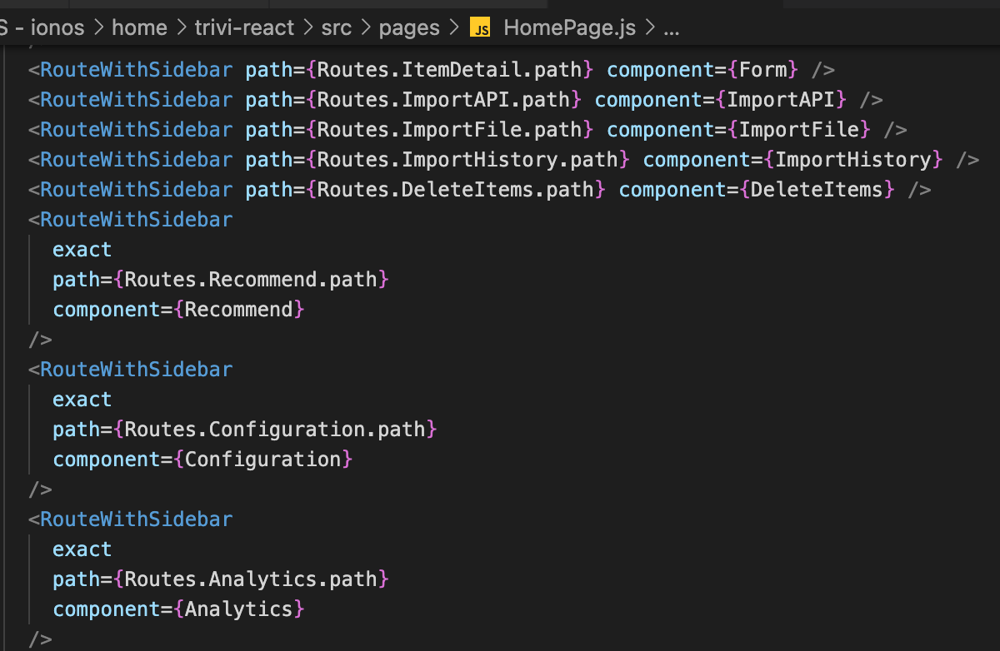 S - ionos > home > trivi-react > src > pages > JS HomePage.js > ...
<RouteWithSidebar path={Routes.ItemDetail.path} component={Form} />
<RouteWithSidebar path={Routes.ImportAPI.path} component={ImportAPI} />
<RouteWithSidebar path={Routes.ImportFile.path} component={ImportFile} />
<RouteWithSidebar path={Routes.ImportHistory.path} component={ImportHistory} />
<RouteWithSidebar path={Routes.DeleteItems.path} component={DeleteItems} />
<RouteWithSidebar
  exact
  path={Routes.Recommend.path}
  component={Recommend}
/>
<RouteWithSidebar
  exact
  path={Routes.Configuration.path}
  component={Configuration}
/>
<RouteWithSidebar
  exact
  path={Routes.Analytics.path}
  component={Analytics}
/>